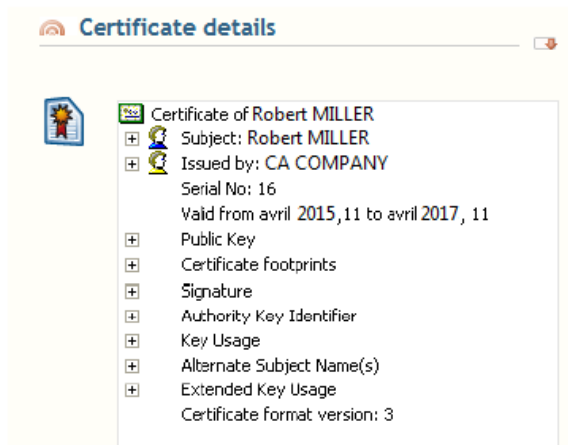 Certificate details
Certificate of Robert MILLER
Subject: Robert MILLER
Issued by: CA COMPANY
Serial No: 16
Valid from avril 2015,11 to avril 2017, 11
Public Key
Certificate footprints
Signature
Authority Key Identifier
Key Usage
Alternate Subject Name(s)
Extended Key Usage
Certificate format version: 3